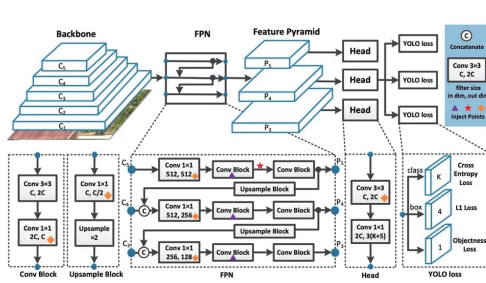 Backbone
FPN
Feature Pyramid
C5
C4
C3
C2
C1
P5
P4
P3
Head
Head
Head
YOLO loss
YOLO loss
YOLO loss
C
Concatenate
Conv 3×3
C, 2C
filter size
in dim, out di
Inject Points
Conv 3×3
C, 2C
Conv 1×1
2C, C
Conv Block
Conv 1×1
C, C/2
Upsample
×2
Upsample Block
C5
Conv 1×1
512, 512
Conv Block
Conv Block
P5
Upsample Block
C4
C
Conv 1×1
512, 256
Conv Block
Conv Block
P4
Upsample Block
C3
C
Conv 1×1
256, 128
Conv Block
Conv Block
P3
FPN
Conv 3×3
C, 2C
Conv 1×1
2C, 3(K+5)
Head
class
K
Cross
Entropy
Loss
box
4
L1 Loss
1
Objectness
Loss
YOLO loss